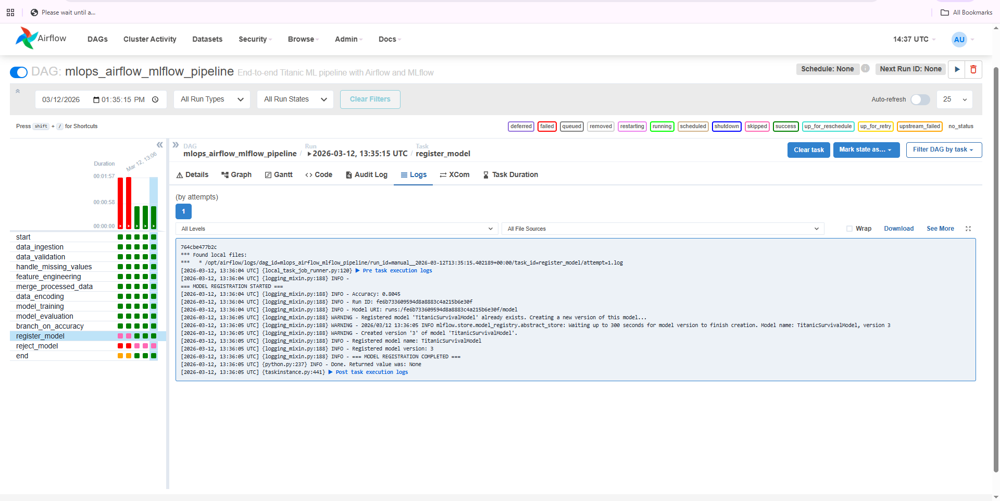 Please wait until a...
All Bookmarks
Airflow
DAGs
Cluster Activity
Datasets
Security
Browse
Admin
Docs
14:37 UTC
AU
DAG: mlops_airflow_mlflow_pipeline End-to-end Titanic ML pipeline with Airflow and MLflow
Schedule: None
i
Next Run ID: None
03/12/2026 01:35:15 PM
All Run Types
All Run States
Clear Filters
Auto-refresh
25
Press shift + / for Shortcuts
deferred
failed
queued
removed
restarting
running
scheduled
shutdown
skipped
success
up_for_reschedule
up_for_retry
upstream_failed
no_status
Duration
Mar 12, 13:06
00:01:57
00:00:58
00:00:00
start
data_ingestion
data_validation
handle_missing_values
feature_engineering
merge_processed_data
data_encoding
model_training
model_evaluation
branch_on_accuracy
register_model
reject_model
end
DAG
mlops_airflow_mlflow_pipeline /
Run
2026-03-12, 13:35:15 UTC /
Task
register_model
Clear task
Mark state as...
Filter DAG by task
Details
Graph
Gantt
Code
Audit Log
Logs
XCom
Task Duration
(by attempts)
1
All Levels
All File Sources
Wrap
Download
See More
764cbe477b2c
*** Found local files:
***   * /opt/airflow/logs/dag_id=mlops_airflow_mlflow_pipeline/run_id=manual__2026-03-12T13:35:15.402189+00:00/task_id=register_model/attempt=1.log
[2026-03-12, 13:36:04 UTC] {local_task_job_runner.py:120} ▶ Pre task execution logs
[2026-03-12, 13:36:04 UTC] {logging_mixin.py:188} INFO -
=== MODEL REGISTRATION STARTED ===
[2026-03-12, 13:36:04 UTC] {logging_mixin.py:188} INFO - Accuracy: 0.8045
[2026-03-12, 13:36:04 UTC] {logging_mixin.py:188} INFO - Run ID: fe6b733609594d8a8883c4a215b6e30f
[2026-03-12, 13:36:04 UTC] {logging_mixin.py:188} INFO - Model URI: runs:/fe6b733609594d8a8883c4a215b6e30f/model
[2026-03-12, 13:36:05 UTC] {logging_mixin.py:188} WARNING - Registered model 'TitanicSurvivalModel' already exists. Creating a new version of this model...
[2026-03-12, 13:36:05 UTC] {logging_mixin.py:188} WARNING - 2026/03/12 13:36:05 INFO mlflow.store.model_registry.abstract_store: Waiting up to 300 seconds for model version to finish creation. Model name: TitanicSurvivalModel, version 3
[2026-03-12, 13:36:05 UTC] {logging_mixin.py:188} WARNING - Created version '3' of model 'TitanicSurvivalModel'.
[2026-03-12, 13:36:05 UTC] {logging_mixin.py:188} INFO - Registered model name: TitanicSurvivalModel
[2026-03-12, 13:36:05 UTC] {logging_mixin.py:188} INFO - Registered model version: 3
[2026-03-12, 13:36:05 UTC] {logging_mixin.py:188} INFO - === MODEL REGISTRATION COMPLETED ===
[2026-03-12, 13:36:05 UTC] {python.py:237} INFO - Done. Returned value was: None
[2026-03-12, 13:36:05 UTC] {taskinstance.py:441} ▶ Post task execution logs